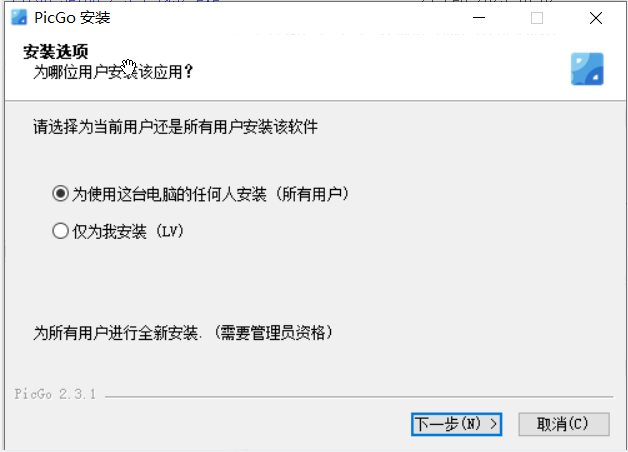 PicGo 安装
安装选项
为哪位用户安装该应用？
请选择为当前用户还是所有用户安装该软件
为使用这台电脑的任何人安装（所有用户）
仅为我安装（LV）
为所有用户进行全新安装. (需要管理员资格)
PicGo 2.3.1
下一步(N) >
取消(C)